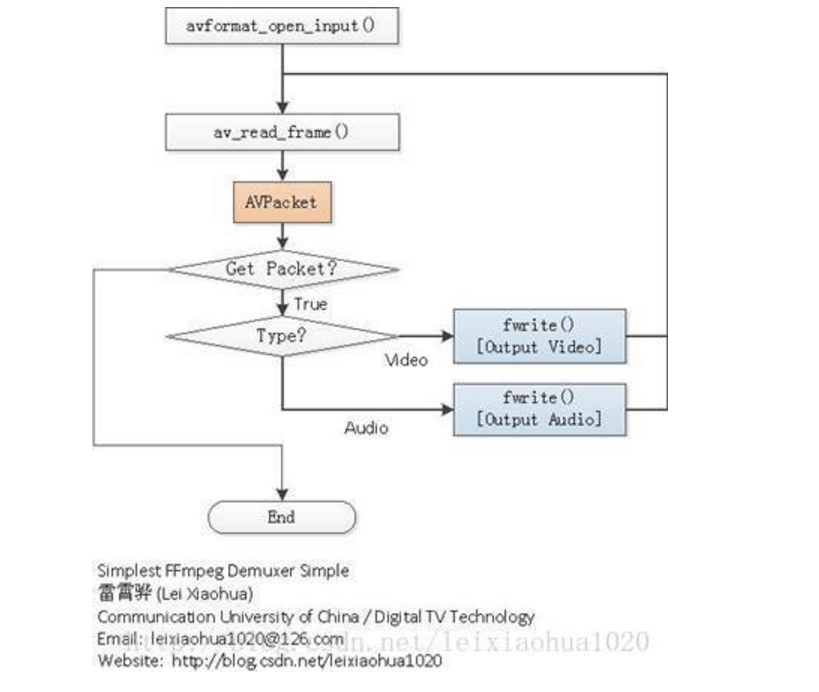 avformat_open_input()
av_read_frame()
AVPacket
Get Packet?
True
Type?
Video
fwrite()
[Output Video]
Audio
fwrite()
[Output Audio]
End
Simplest FFmpeg Demuxer Simple
雷霄骅 (Lei Xiaohua)
Communication University of China / Digital TV Technology
Email: leixiaohua1020@126.com
http://blog.csdn.net/leixiaohua1020
Website: http://blog.csdn.net/leixiaohua1020